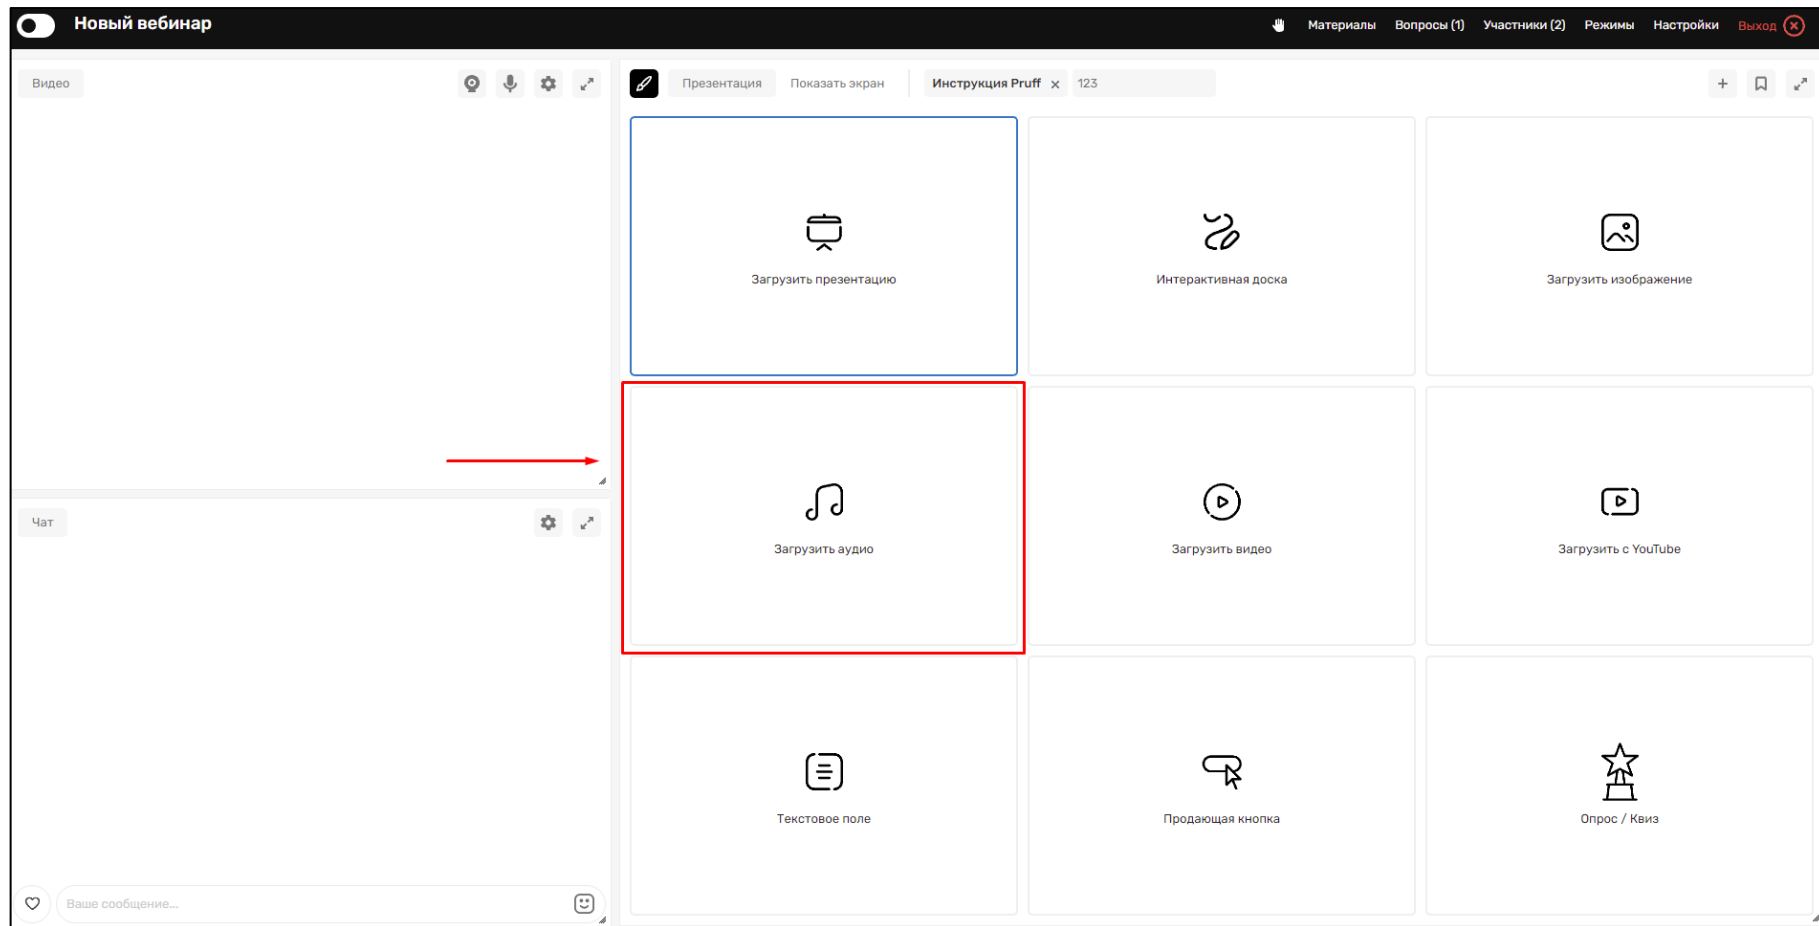 Новый вебинар
Материалы Вопросы (1) Участники (2) Режимы Настройки Выход
Видео
Презентация Показать экран Инструкция Pruff 123
Загрузить презентацию
Интерактивная доска
Загрузить изображение
Загрузить аудио
Загрузить видео
Загрузить с YouTube
Чат
Текстовое поле
Продающая кнопка
Опрос / Квиз
Ваше сообщение...